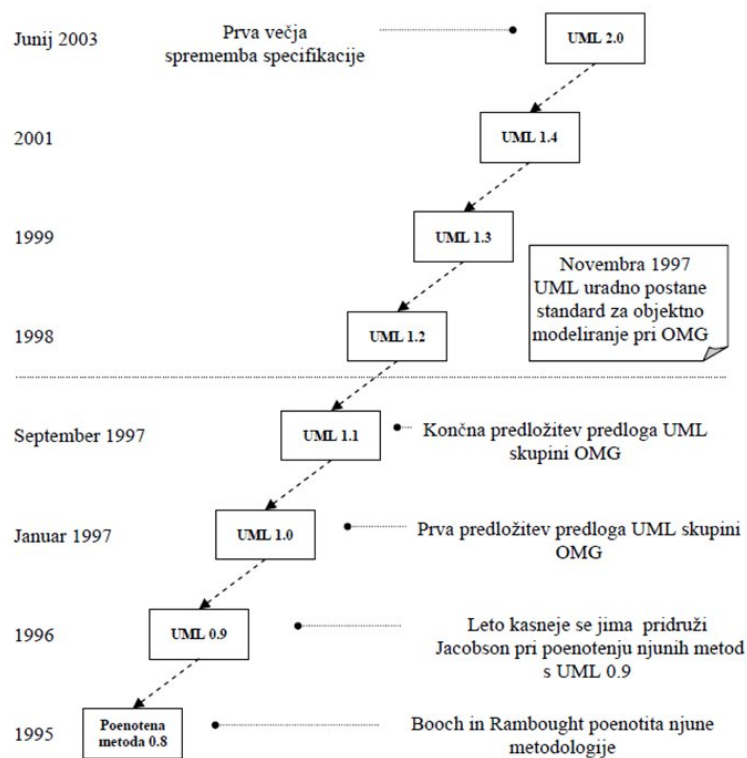 Junij 2003
Prva večja
sprememba specifikacije
UML 2.0
2001
UML 1.4
1999
UML 1.3
Novembra 1997
UML uradno postane
standard za objektno
modeliranje pri OMG
1998
UML 1.2
September 1997
UML 1.1
Končna predložitev predloga UML
skupini OMG
Januar 1997
UML 1.0
Prva predložitev predloga UML skupini
OMG
1996
UML 0.9
Leto kasneje se jima pridruži
Jacobson pri poenotenju njunih metod
s UML 0.9
1995
Poenotena
metoda 0.8
Booch in Rambought poenotita njune
metodologije